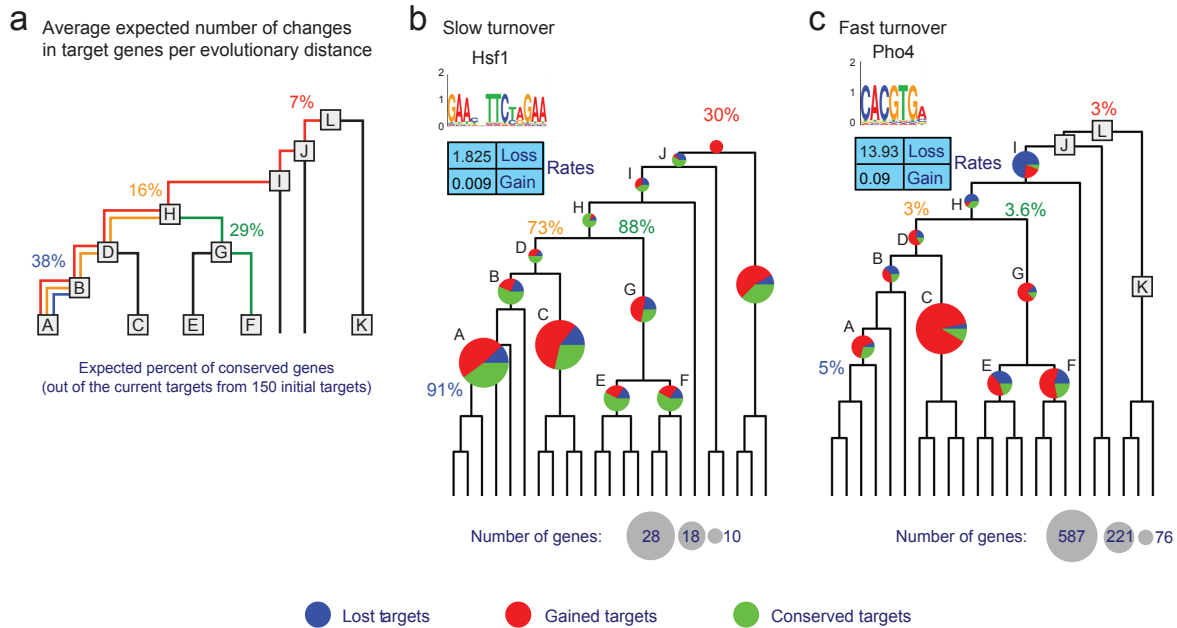 a
Average expected number of changes
in target genes per evolutionary distance
7%
L
J
I
16%
H
29%
38%
D
G
B
A
C
E
F
K
Expected percent of conserved genes
(out of the current targets from 150 initial targets)
b
Slow turnover
Hsf1
2
1
0
GAA TTCTAGAA
1.825 Loss
0.009 Gain
Rates
30%
J
I
H
73%
88%
D
B
G
C
A
E
F
91%
Number of genes: 28 18 10
c
Fast turnover
Pho4
2
1
0
CACGTGA
13.93 Loss
0.09 Gain
Rates
3%
L
I
J
H
3%
3.6%
D
B
G
K
C
A
E
F
5%
Number of genes: 587 221 76
Lost targets
Gained targets
Conserved targets